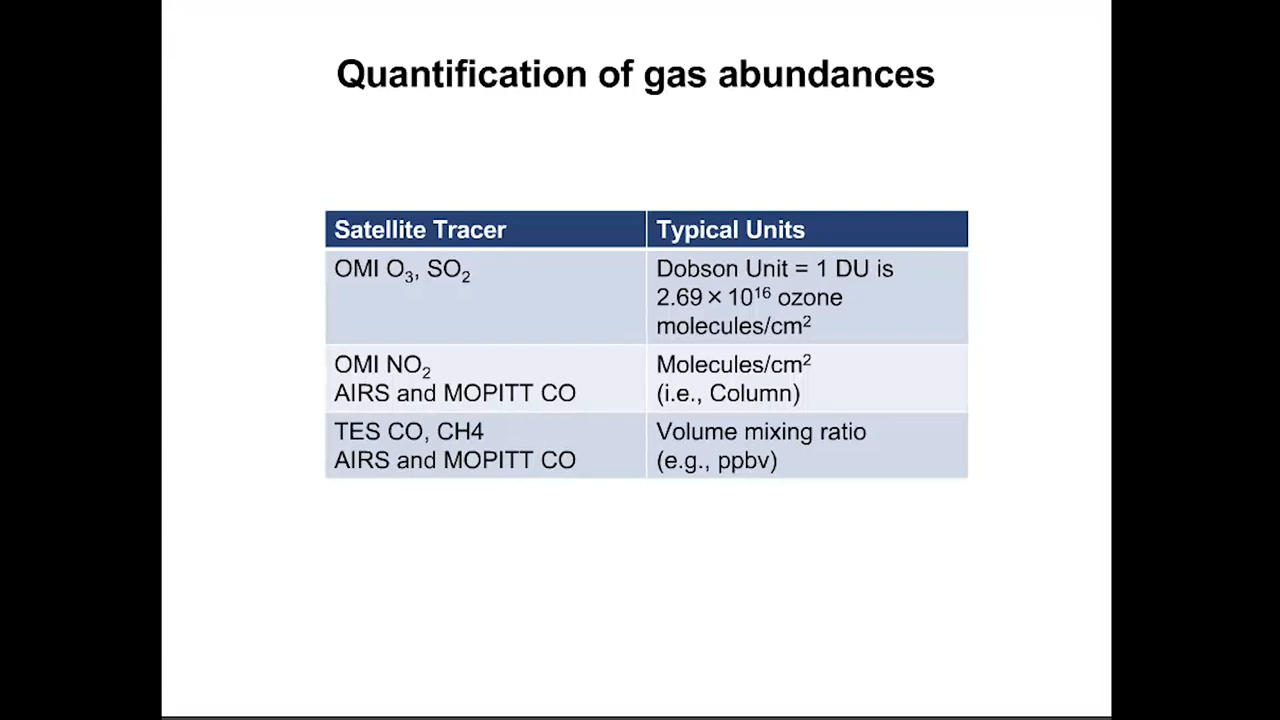 Quantification of gas abundances
Satellite Tracer
Typical Units
OMI O₃, SO₂
Dobson Unit = 1 DU is
2.69 × 10¹⁶ ozone
molecules/cm²
OMI NO₂
AIRS and MOPITT CO
Molecules/cm²
(i.e., Column)
TES CO, CH4
AIRS and MOPITT CO
Volume mixing ratio
(e.g., ppbv)